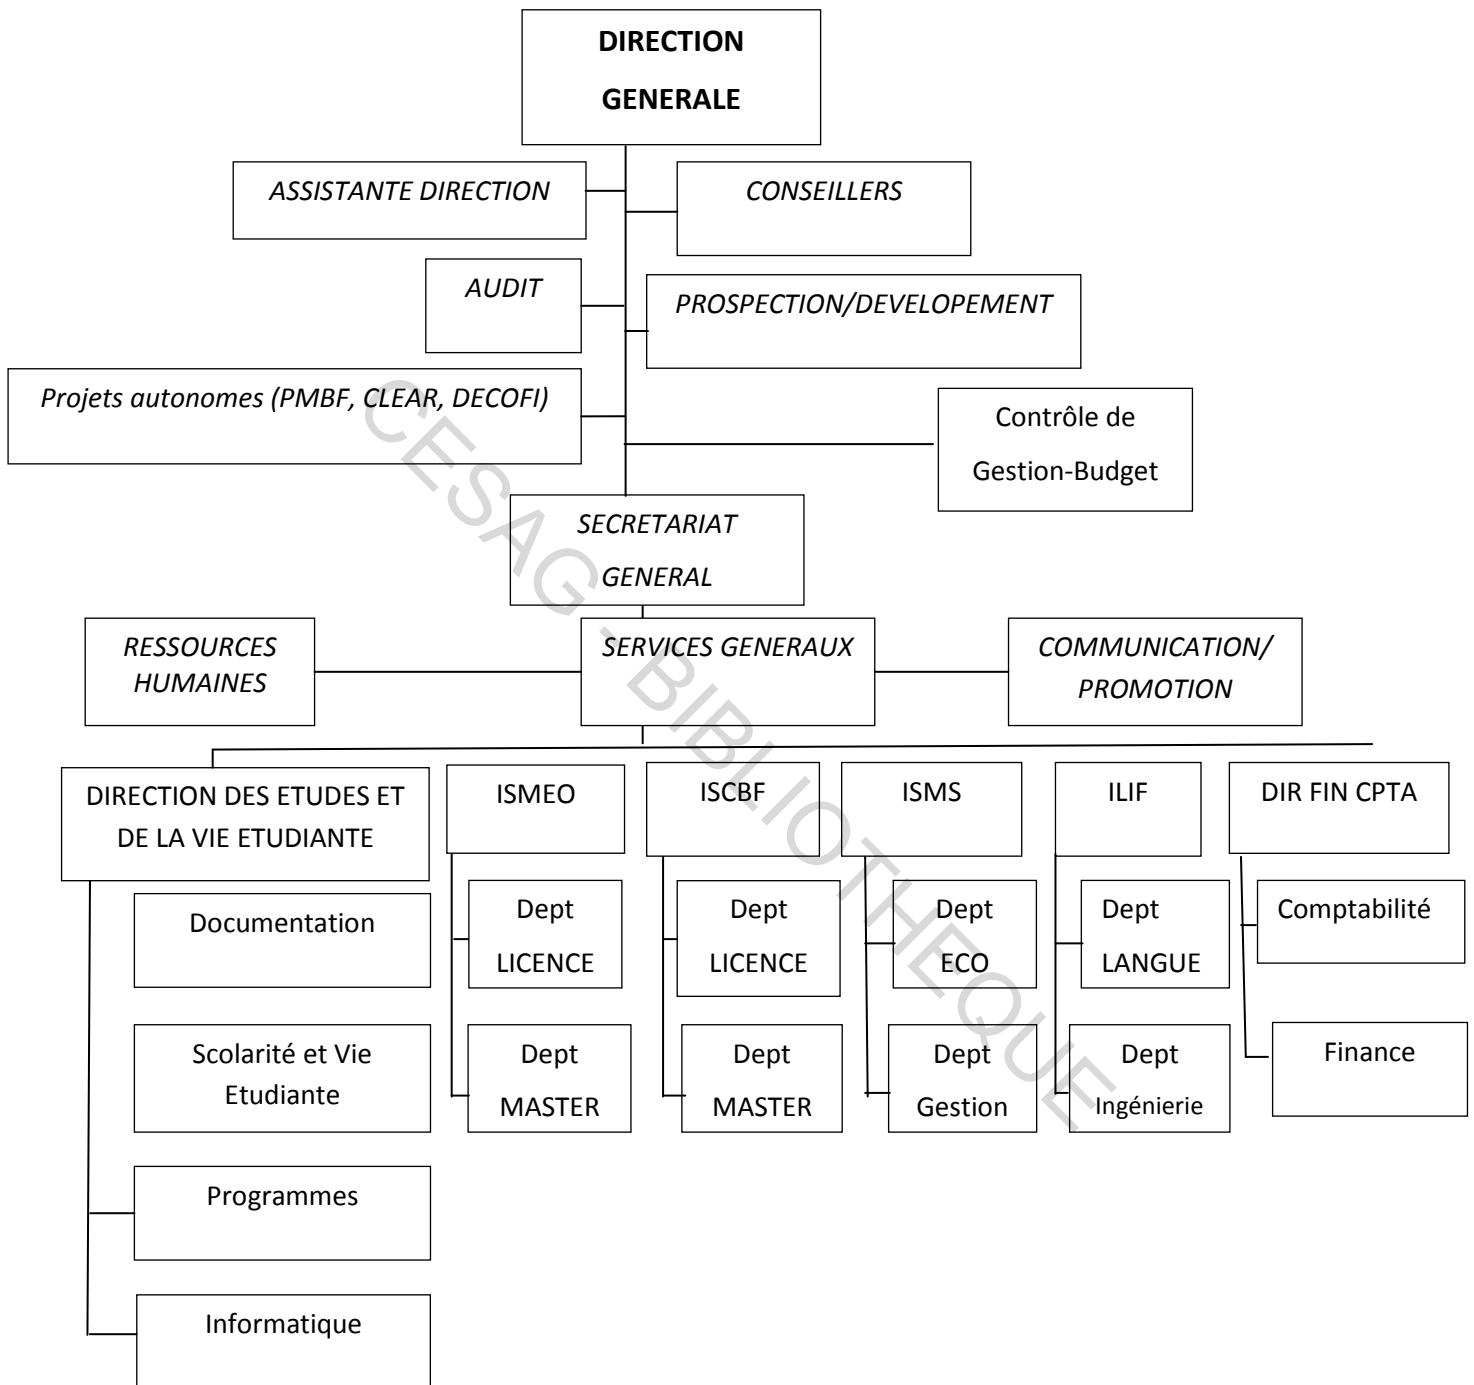 DIRECTION
GENERALE
ASSISTANTE DIRECTION
CONSEILLERS
AUDIT
PROSPECTION/DEVELOPEMENT
Projets autonomes (PMBF, CLEAR, DECOFI)
Contrôle de
Gestion-Budget
SECRETARIAT
GENERAL
RESSOURCES
HUMAINES
SERVICES GENERAUX
COMMUNICATION/
PROMOTION
DIRECTION DES ETUDES ET
DE LA VIE ETUDIANTE
ISMEO
ISCBF
ISMS
ILIF
DIR FIN CPTA
Documentation
Scolarité et Vie
Etudiante
Programmes
Informatique
Dept
LICENCE
Dept
MASTER
Dept
LICENCE
Dept
MASTER
Dept
ECO
Dept
Gestion
Dept
LANGUE
Dept
Ingénierie
Comptabilité
Finance
CESAG - BIBLIOTHEQUE